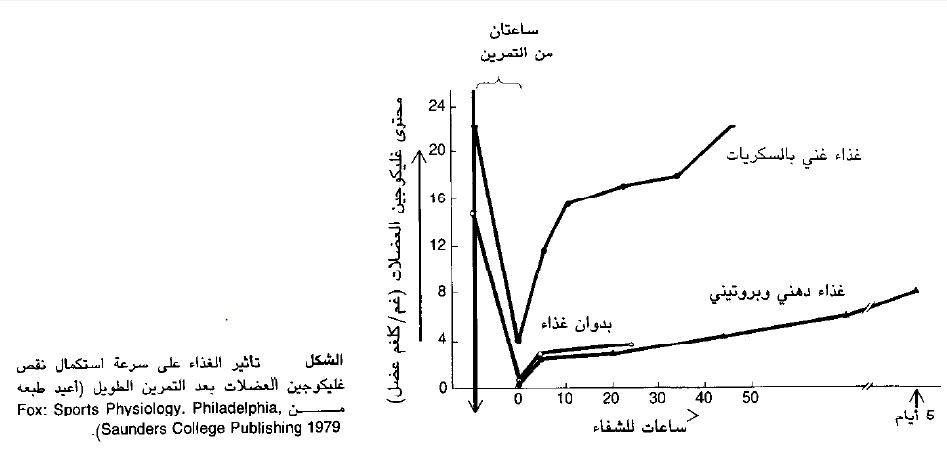 ساعتان
من التمرين
محتوى غليكوجين العضلات (غم/كلغم عضل)
24
20
16
12
8
4
0
غذاء غني بالسكريات
غذاء دهني وبروتيني
بدوان غذاء
0 10 20 30 40 50
ساعات للشفاء
5 أيام
الشكل تأثير الغذاء على سرعة استكمال نقص
غليكوجين العضلات بعد التمرين الطويل (أعيد طبعه
من Fox: Sports Physiology. Philadelphia,
Saunders College Publishing 1979).